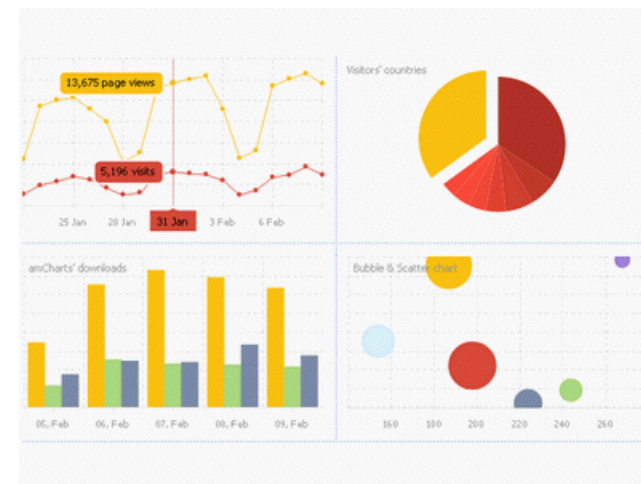 13,675 page views
5,196 visits
25 Jan
28 Jan
31 Jan
3 Feb
6 Feb
Visitors' countries
amCharts' downloads
05, Feb
06, Feb
07, Feb
08, Feb
09, Feb
Bubble & Scatter chart
160
180
200
220
240
260